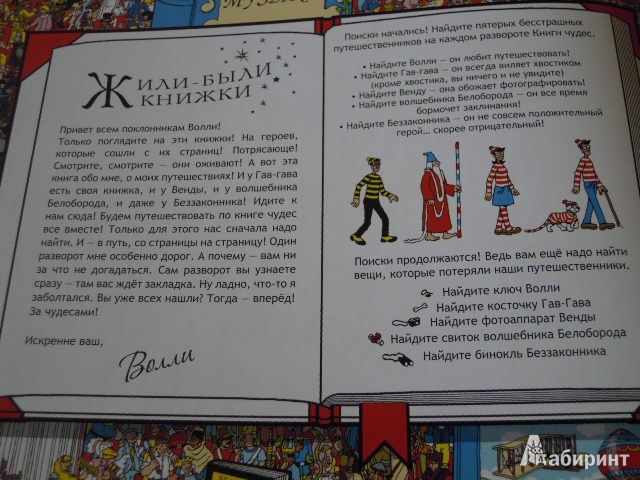 МУЗЫК
Жили-были
книжки
Привет всем поклонникам Волли!
Только поглядите на эти книжки! На героев,
которые сошли с их страниц! Потрясающе!
Смотрите, смотрите — они оживают! А вот эта
книга обо мне, о моих путешествиях! И у Гав-гава
есть своя книжка, и у Венды, и у волшебника
Белоборода, и даже у Беззаконника! Идите к
нам сюда! Будем путешествовать по книге чудес
все вместе! Только для этого нас сначала надо
найти. И — в путь, со страницы на страницу! Один
разворот мне особенно дорог. А почему — вам ни
за что не догадаться. Сам разворот вы узнаете
сразу — там вас ждёт закладка. Ну ладно, что-то я
заболтался. Вы уже всех нашли? Тогда — вперёд!
За чудесами!
Искренне ваш,
Волли
Поиски начались! Найдите пятерых бесстрашных
путешественников на каждом развороте Книги чудес.
• Найдите Волли — он любит путешествовать!
• Найдите Гав-гава — он всегда виляет хвостиком
(кроме хвостика, вы ничего и не увидите)
• Найдите Венду — она обожает фотографировать!
• Найдите волшебника Белоборода — он все время
бормочет заклинания!
• Найдите Беззаконника — он не совсем положительный
герой... скорее отрицательный!
Поиски продолжаются! Ведь вам ещё надо найти
вещи, которые потеряли наши путешественники.
Найдите ключ Волли
Найдите косточку Гав-Гава
Найдите фотоаппарат Венды
Найдите свиток волшебника Белоборода
Найдите бинокль Беззаконника
Лабиринт